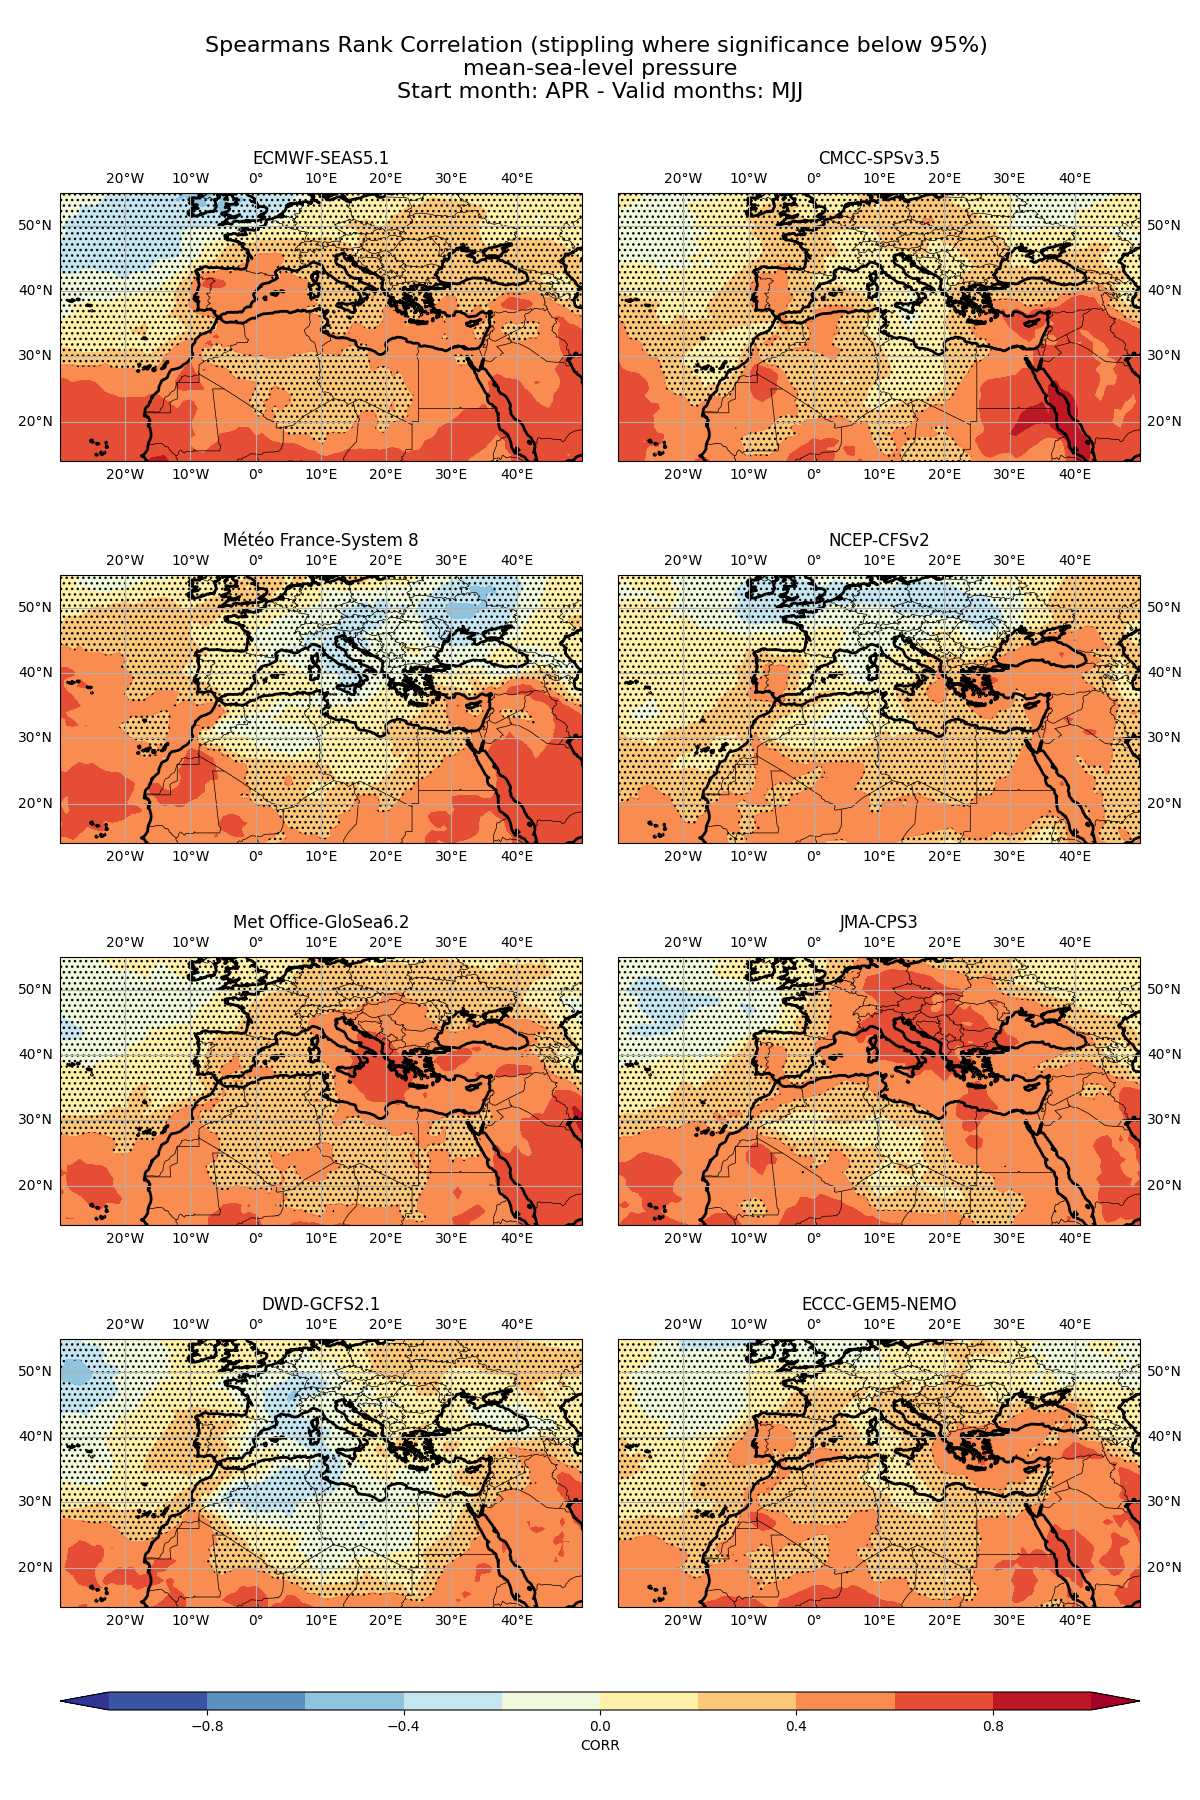 Spearmans Rank Correlation (stippling where significance below 95%)
mean-sea-level pressure
Start month: APR - Valid months: MJJ
ECMWF-SEAS5.1 CMCC-SPSv3.5
20°W 10°W 0° 10°E 20°E 30°E 40°E 20°W 10°W 0° 10°E 20°E 30°E 40°E
50°N 50°N
40°N 40°N
30°N 30°N
20°N 20°N
20°W 10°W 0° 10°E 20°E 30°E 40°E 20°W 10°W 0° 10°E 20°E 30°E 40°E
Météo France-System 8 NCEP-CFSv2
20°W 10°W 0° 10°E 20°E 30°E 40°E 20°W 10°W 0° 10°E 20°E 30°E 40°E
50°N 50°N
40°N 40°N
30°N 30°N
20°N 20°N
20°W 10°W 0° 10°E 20°E 30°E 40°E 20°W 10°W 0° 10°E 20°E 30°E 40°E
Met Office-GloSea6.2 JMA-CPS3
20°W 10°W 0° 10°E 20°E 30°E 40°E 20°W 10°W 0° 10°E 20°E 30°E 40°E
50°N 50°N
40°N 40°N
30°N 30°N
20°N 20°N
20°W 10°W 0° 10°E 20°E 30°E 40°E 20°W 10°W 0° 10°E 20°E 30°E 40°E
DWD-GCFS2.1 ECCC-GEM5-NEMO
20°W 10°W 0° 10°E 20°E 30°E 40°E 20°W 10°W 0° 10°E 20°E 30°E 40°E
50°N 50°N
40°N 40°N
30°N 30°N
20°N 20°N
20°W 10°W 0° 10°E 20°E 30°E 40°E 20°W 10°W 0° 10°E 20°E 30°E 40°E
−0.8 −0.4 0.0 0.4 0.8
CORR